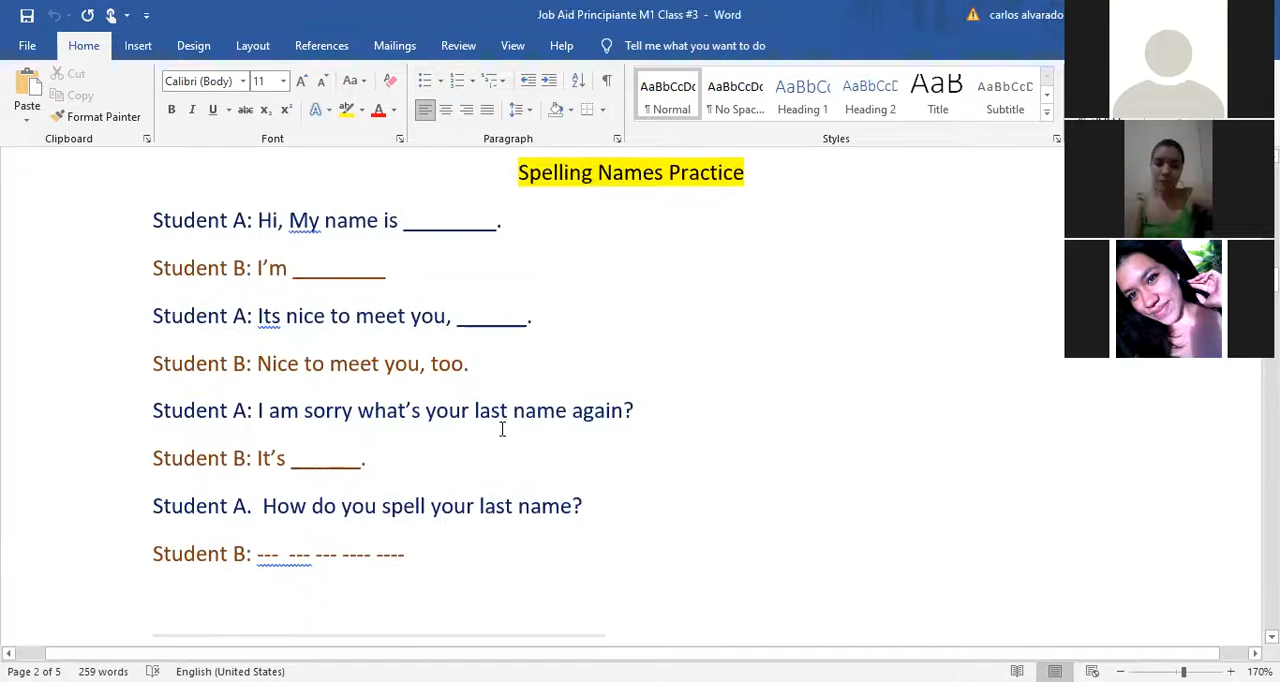 Job Aid Principiante M1 Class #3 - Word
carlos alvarado
File Home Insert Design Layout References Mailings Review View Help Tell me what you want to do
Paste
Cut
Copy
Format Painter
Clipboard
Calibri (Body) 11
Font
Paragraph
AaBbCcDc AaBbCcDc AaBbCc AaBbCcC AaB AaBbCcD
¶ Normal ¶ No Spac... Heading 1 Heading 2 Title Subtitle
Styles
Spelling Names Practice
Student A: Hi, My name is ________.
Student B: I’m ________
Student A: Its nice to meet you, ______.
Student B: Nice to meet you, too.
Student A: I am sorry what’s your last name again?
Student B: It’s ______.
Student A. How do you spell your last name?
Student B: --- --- --- ---- ----
Page 2 of 5 259 words English (United States) 170%